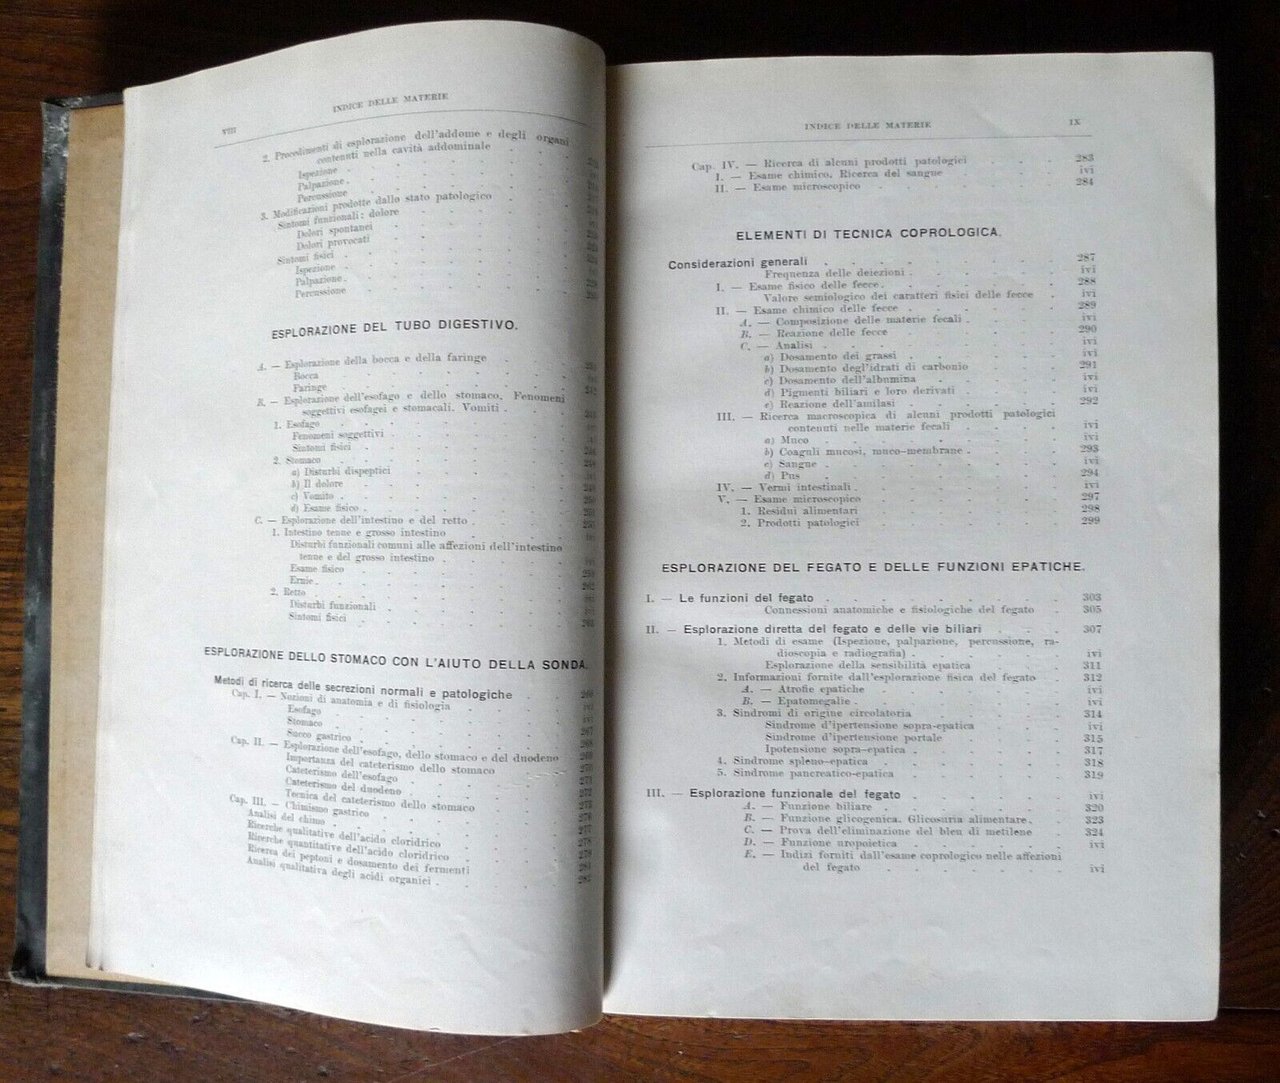 VIII
INDICE DELLE MATERIE
2. Procedimenti di esplorazione dell'addome e degli organi
contenuti nella cavità addominale
Ispezione
Palpazione
Percussione
3. Modificazioni prodotte dallo stato patologico
Sintomi funzionali: dolore
Dolori spontanei
Dolori provocati
Sintomi fisici
Ispezione
Palpazione
Percussione
ESPLORAZIONE DEL TUBO DIGESTIVO.
A. — Esplorazione della bocca e della faringe
Bocca
Faringe
B. — Esplorazione dell'esofago e dello stomaco. Fenomeni
soggettivi esofagei e stomacali. Vomiti
1. Esofago
Fenomeni soggettivi
Sintomi fisici
2. Stomaco
a) Disturbi dispeptici
b) Il dolore
c) Vomito
d) Esame fisico
C. — Esplorazione dell'intestino e del retto
1. Intestino tenue e grosso intestino
Disturbi funzionali comuni alle affezioni dell'intestino
tenue e del grosso intestino
Esame fisico
Ernie
2. Retto
Disturbi funzionali
Sintomi fisici
ESPLORAZIONE DELLO STOMACO CON L'AIUTO DELLA SONDA.
Metodi di ricerca delle secrezioni normali e patologiche
Cap. I. — Nozioni di anatomia e di fisiologia ivi
Esofago ivi
Stomaco 267
Succo gastrico 268
Cap. II. — Esplorazione dell'esofago, dello stomaco e del duodeno 269
Importanza del cateterismo dello stomaco 270
Cateterismo dell'esofago 271
Cateterismo del duodeno 272
Tecnica del cateterismo dello stomaco 273
Cap. III. — Chimismo gastrico 276
Analisi del chimo 277
Ricerche qualitative dell'acido cloridrico 278
Ricerche quantitative dell'acido cloridrico 279
Ricerca dei peptoni e dosamento dei fermenti 281
Analisi qualitativa degli acidi organici 282
INDICE DELLE MATERIE IX
Cap. IV. — Ricerca di alcuni prodotti patologici 283
I. — Esame chimico. Ricerca del sangue ivi
II. — Esame microscopico 284
ELEMENTI DI TECNICA COPROLOGICA.
Considerazioni generali 287
Frequenza delle deiezioni ivi
I. — Esame fisico delle fecce 288
Valore semiologico dei caratteri fisici delle fecce ivi
II. — Esame chimico delle fecce 289
A. — Composizione delle materie fecali ivi
B. — Reazione delle fecce 290
C. — Analisi ivi
a) Dosamento dei grassi ivi
b) Dosamento degl'idrati di carbonio 291
c) Dosamento dell'albumina ivi
d) Pigmenti biliari e loro derivati ivi
e) Reazione dell'amilasi 292
III. — Ricerca macroscopica di alcuni prodotti patologici
contenuti nelle materie fecali ivi
a) Muco ivi
b) Coaguli mucosi, muco-membrane 293
c) Sangue ivi
d) Pus 294
IV. — Vermi intestinali ivi
V. — Esame microscopico 297
1. Residui alimentari 298
2. Prodotti patologici 299
ESPLORAZIONE DEL FEGATO E DELLE FUNZIONI EPATICHE.
I. — Le funzioni del fegato 303
Connessioni anatomiche e fisiologiche del fegato 305
II. — Esplorazione diretta del fegato e delle vie biliari 307
1. Metodi di esame (Ispezione, palpazione, percussione, ra-
dioscopia e radiografia) ivi
Esplorazione della sensibilità epatica 311
2. Informazioni fornite dall'esplorazione fisica del fegato 312
A. — Atrofie epatiche ivi
B. — Epatomegalie ivi
3. Sindromi di origine circolatoria 314
Sindrome d'ipertensione sopra-epatica ivi
Sindrome d'ipertensione portale 315
Ipotensione sopra-epatica 317
4. Sindrome spleno-epatica 318
5. Sindrome pancreatico-epatica 319
III. — Esplorazione funzionale del fegato ivi
A. — Funzione biliare 320
B. — Funzione glicogenica. Glicosuria alimentare 323
C. — Prova dell'eliminazione del bleu di metilene 324
D. — Funzione uropoietica ivi
E. — Indizi forniti dall'esame coprologico nelle affezioni
del fegato ivi